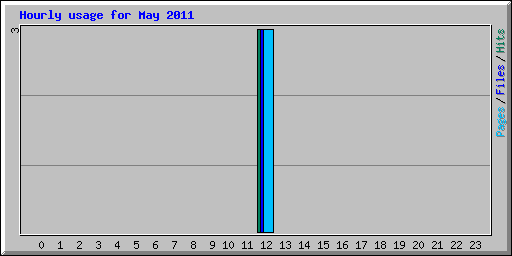 Hourly usage for May 2011
3
Pages/Files/Hits
0 1 2 3 4 5 6 7 8 9 10 11 12 13 14 15 16 17 18 19 20 21 22 23